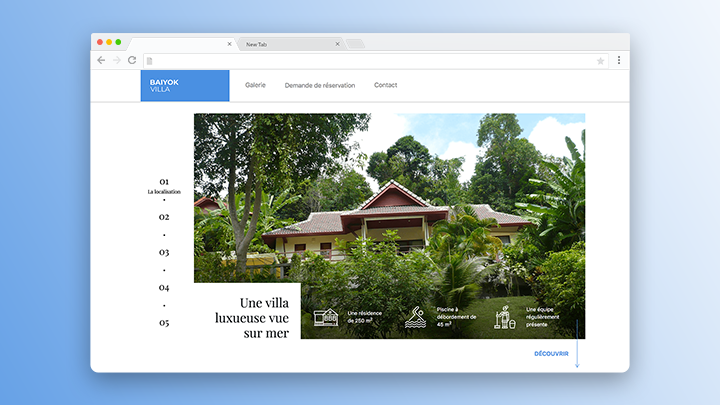 New Tab
BAIYOK
VILLA
Galerie
Demande de réservation
Contact
01
La localisation
02
03
04
05
Une villa
luxueuse vue
sur mer
Une résidence
de 250 m²
Piscine à
débordement de
45 m²
Une équipe
régulièrement
présente
DÉCOUVRIR